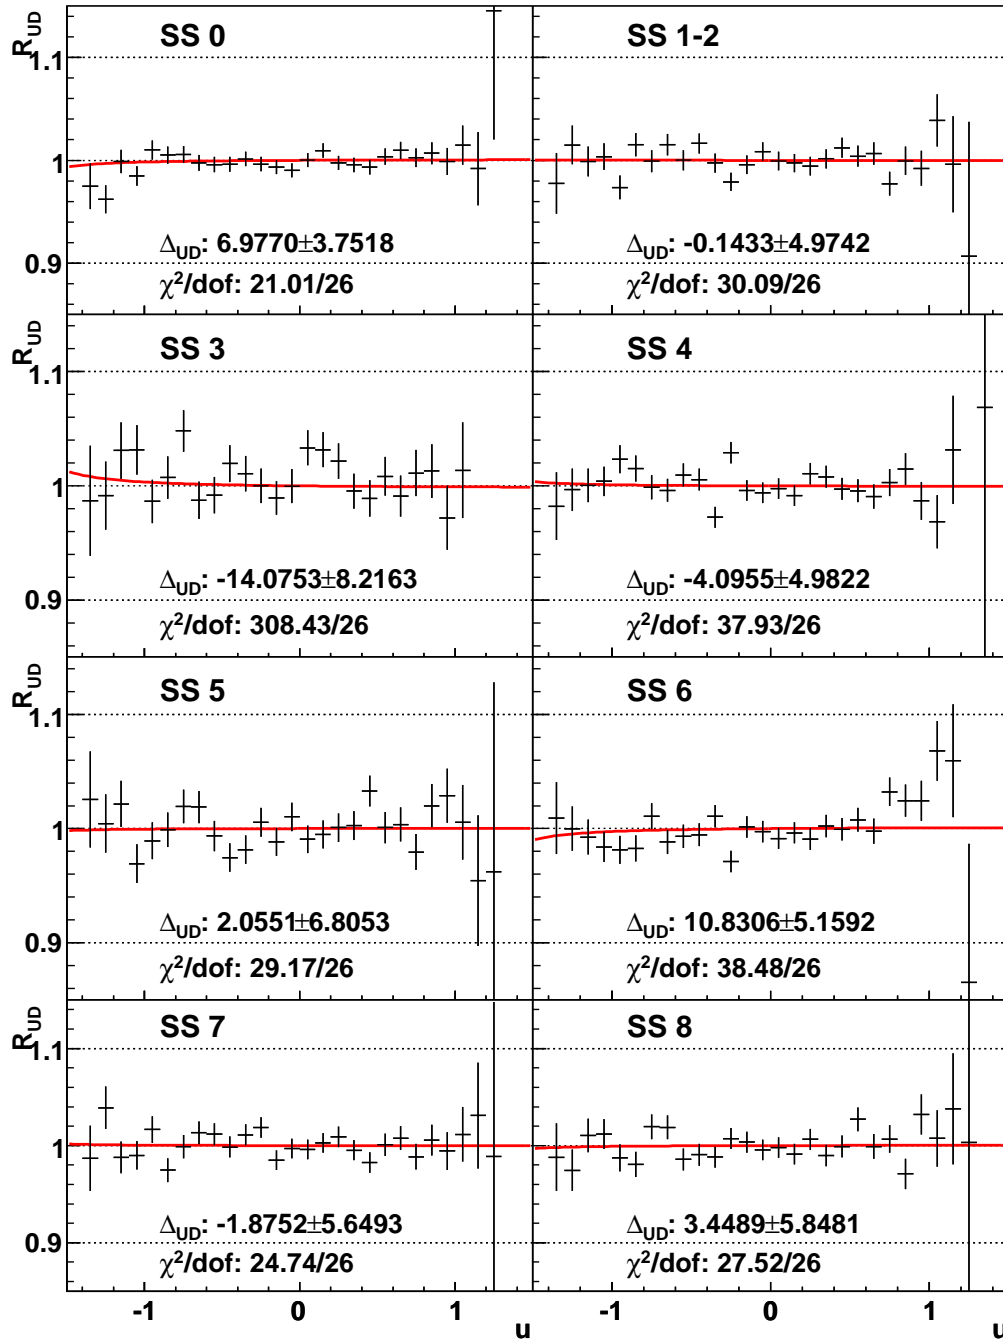 R_UD
SS 0
SS 1-2
1.1
1
0.9
Δ_UD: 6.9770±3.7518
χ²/dof: 21.01/26
Δ_UD: -0.1433±4.9742
χ²/dof: 30.09/26
R_UD
SS 3
SS 4
1.1
1
0.9
Δ_UD: -14.0753±8.2163
χ²/dof: 308.43/26
Δ_UD: -4.0955±4.9822
χ²/dof: 37.93/26
R_UD
SS 5
SS 6
1.1
1
0.9
Δ_UD: 2.0551±6.8053
χ²/dof: 29.17/26
Δ_UD: 10.8306±5.1592
χ²/dof: 38.48/26
R_UD
SS 7
SS 8
1.1
1
0.9
Δ_UD: -1.8752±5.6493
χ²/dof: 24.74/26
Δ_UD: 3.4489±5.8481
χ²/dof: 27.52/26
-1 0 1
u
-1 0 1
u